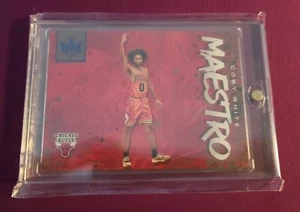 COBY WHITE
MAESTRO
0
CHICAGO
BULLS